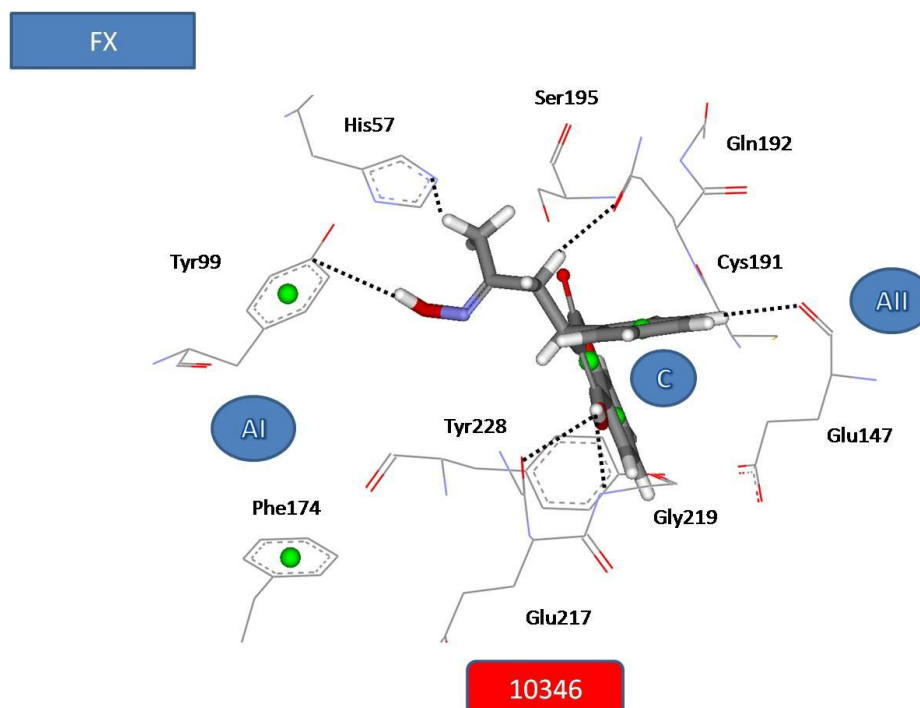 FX
Ser195
His57
Gln192
Tyr99
Cys191
AII
C
AI
Tyr228
Glu147
Phe174
Gly219
Glu217
10346